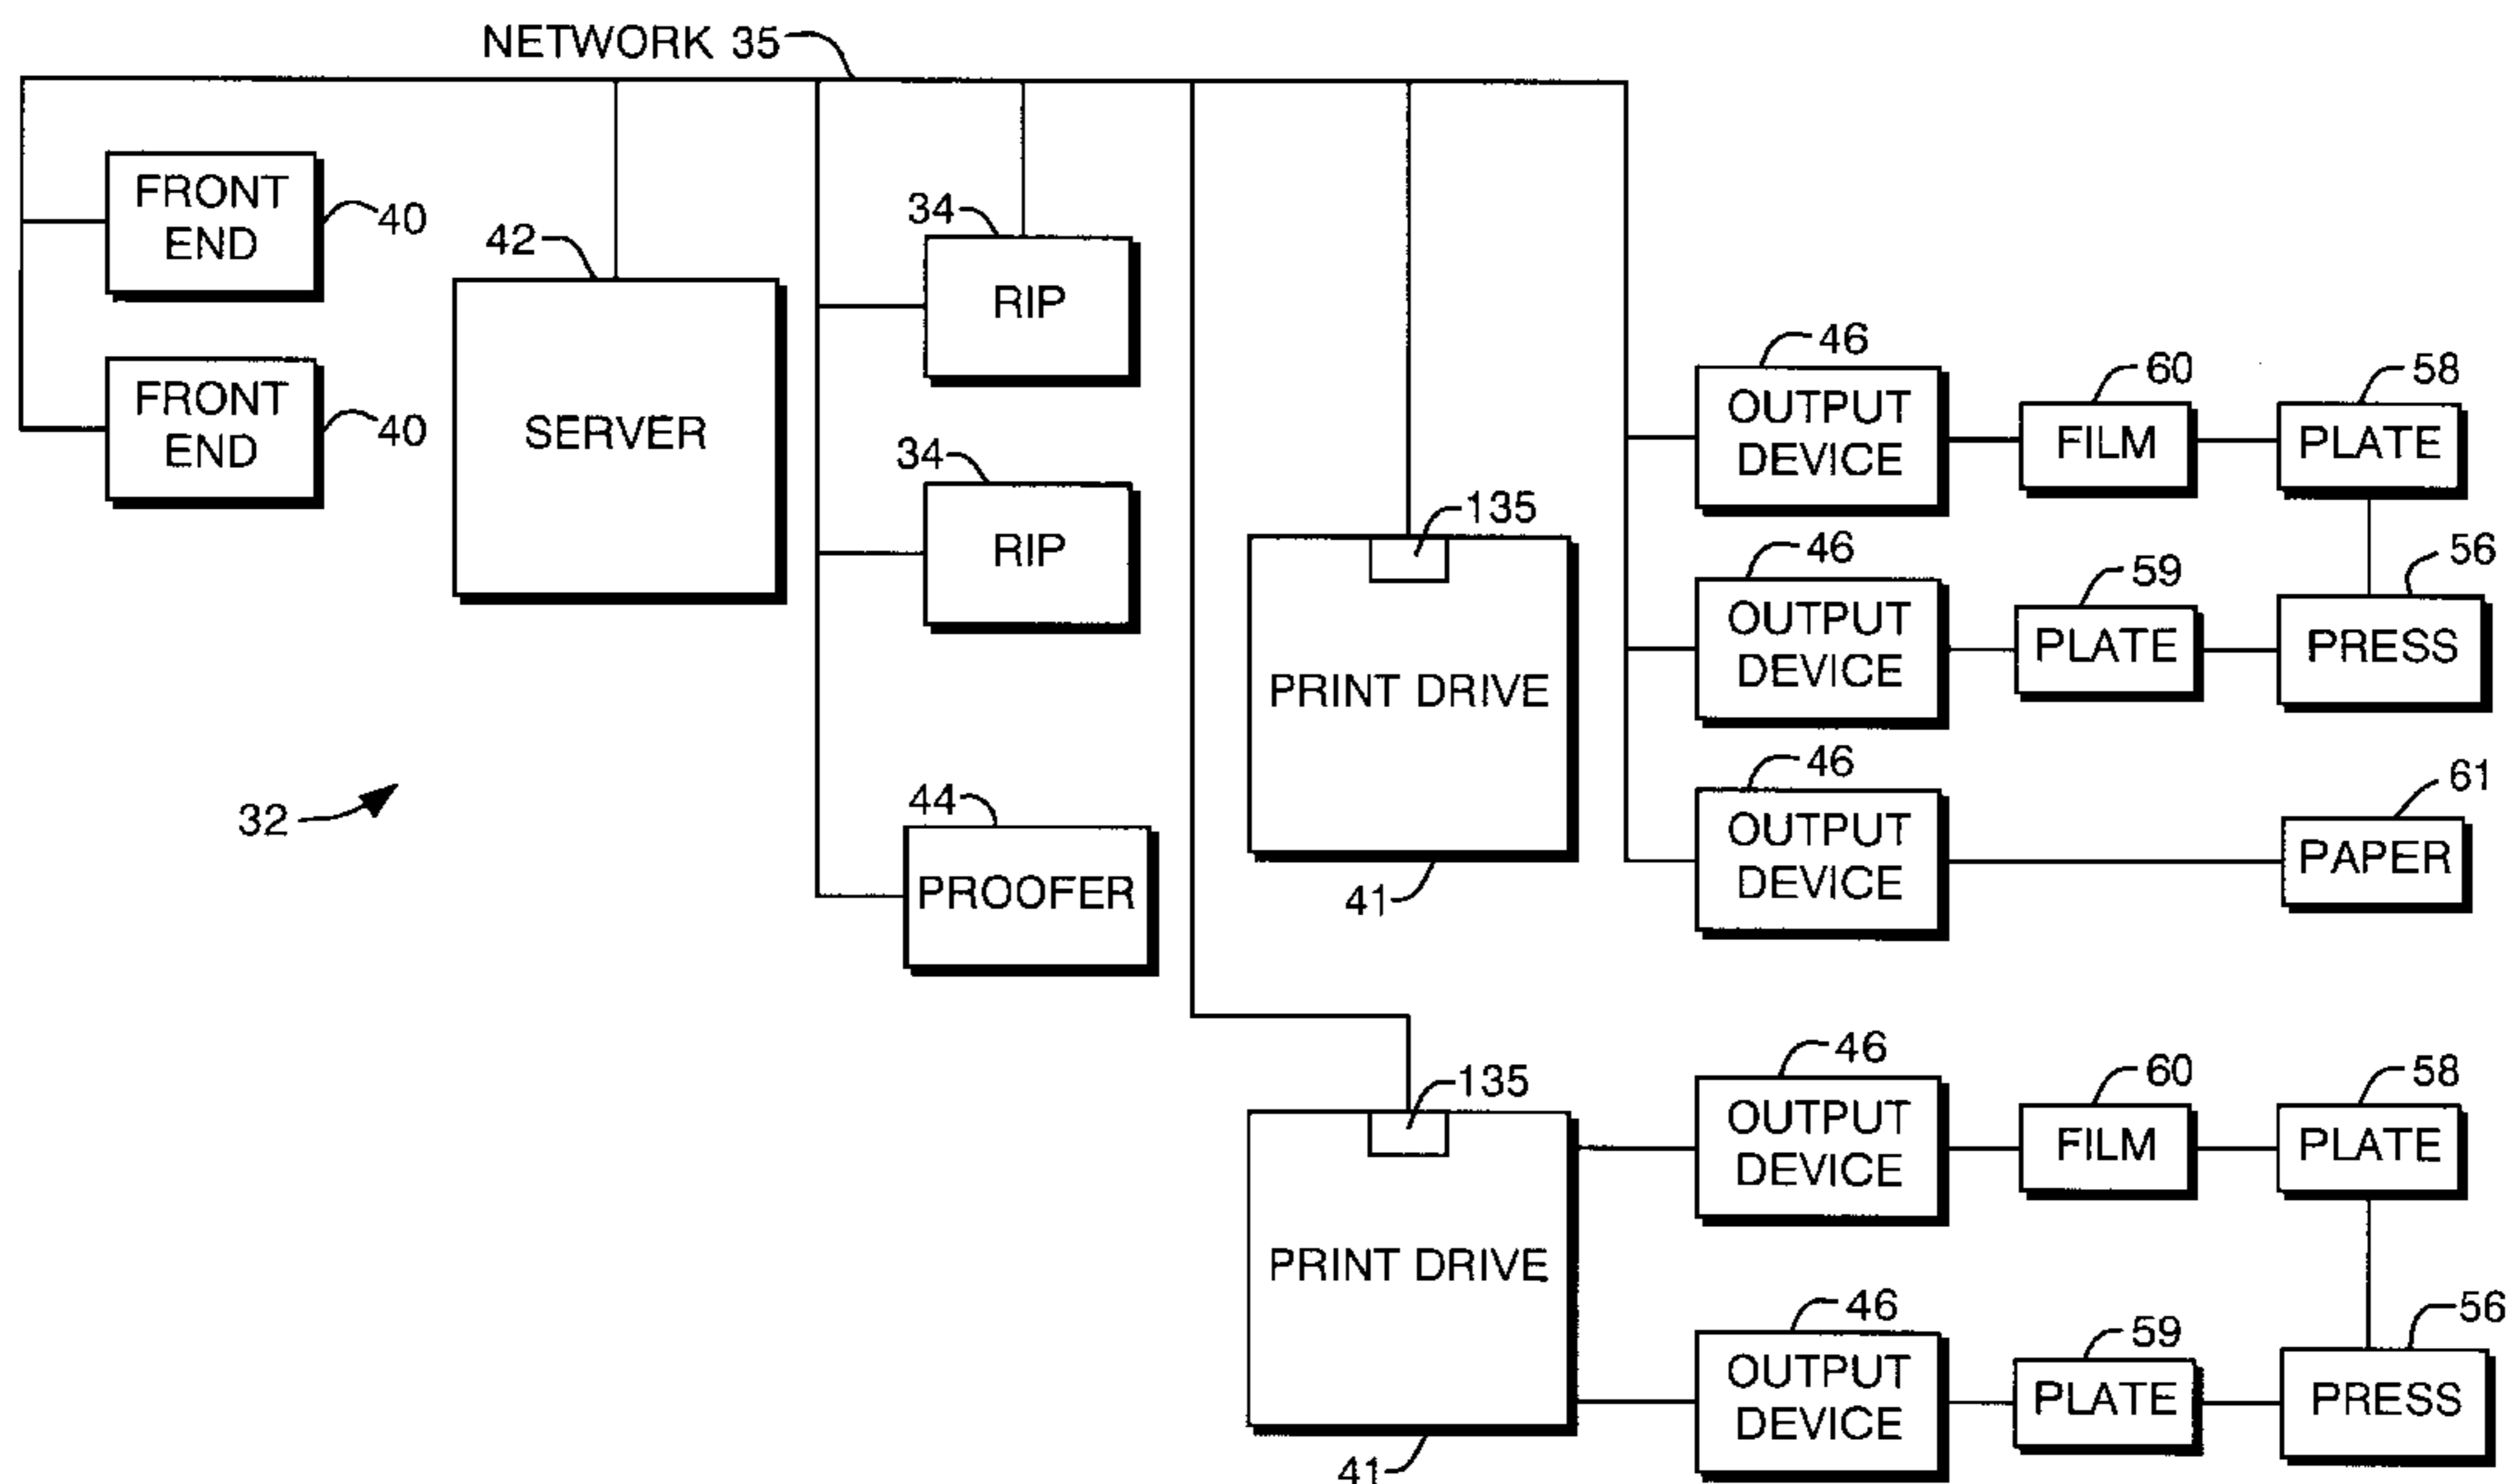 NETWORK 35
FRONT
END
40
FRONT
END
40
42
SERVER
34
RIP
34
RIP
44
PROOFER
32
135
PRINT DRIVE
41
46
OUTPUT
DEVICE
60
FILM
58
PLATE
46
OUTPUT
DEVICE
59
PLATE
56
PRESS
46
OUTPUT
DEVICE
61
PAPER
135
PRINT DRIVE
41
46
OUTPUT
DEVICE
60
FILM
58
PLATE
46
OUTPUT
DEVICE
59
PLATE
56
PRESS